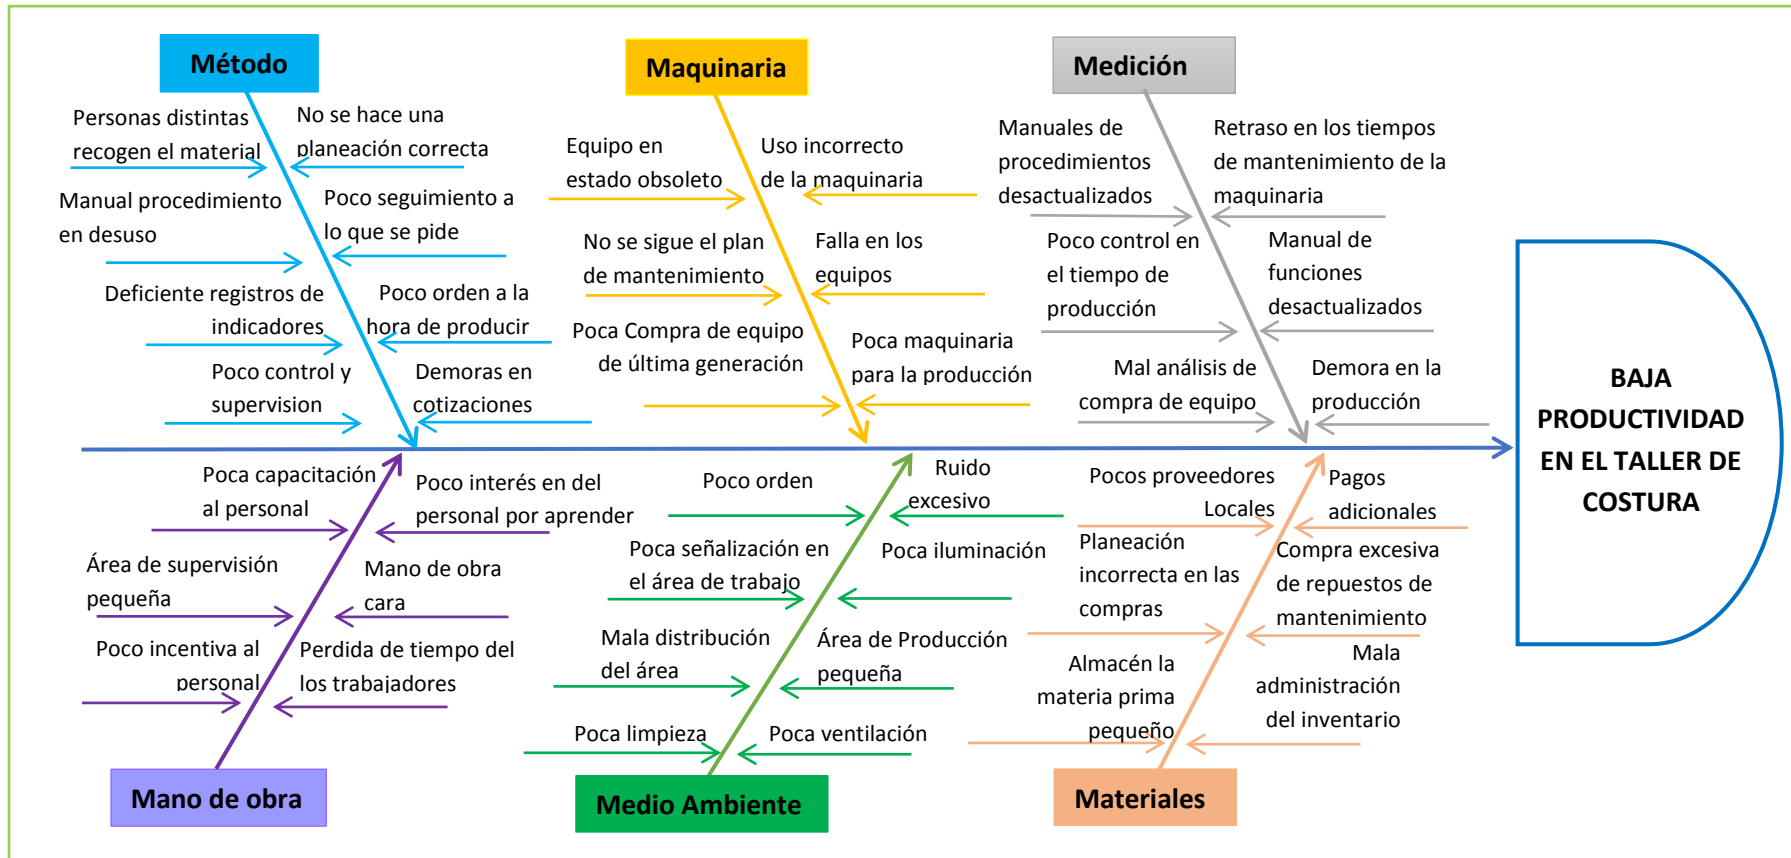 Método
Personas distintas
recogen el material
No se hace una
planeación correcta
Manual procedimiento
en desuso
Poco seguimiento a
lo que se pide
Deficiente registros de
indicadores
Poco orden a la
hora de producir
Poco control y
supervision
Demoras en
cotizaciones
Maquinaria
Equipo en
estado obsoleto
Uso incorrecto
de la maquinaria
No se sigue el plan
de mantenimiento
Falla en los
equipos
Poca Compra de equipo
de última generación
Poca maquinaria
para la producción
Medición
Manuales de
procedimientos
desactualizados
Retraso en los tiempos
de mantenimiento de la
maquinaria
Poco control en
el tiempo de
producción
Manual de
funciones
desactualizados
Mal análisis de
compra de equipo
Demora en la
producción
BAJA
PRODUCTIVIDAD
EN EL TALLER DE
COSTURA
Poca capacitación
al personal
Poco interés en del
personal por aprender
Área de supervisión
pequeña
Mano de obra
cara
Poco incentiva al
personal
Perdida de tiempo del
los trabajadores
Mano de obra
Poco orden
Ruido
excesivo
Poca señalización en
el área de trabajo
Poca iluminación
Mala distribución
del área
Área de Producción
pequeña
Poca limpieza
Poca ventilación
Medio Ambiente
Pocos proveedores
Locales
Pagos
adicionales
Planeación
incorrecta en las
compras
Compra excesiva
de repuestos de
mantenimiento
Almacén la
materia prima
pequeño
Mala
administración
del inventario
Materiales